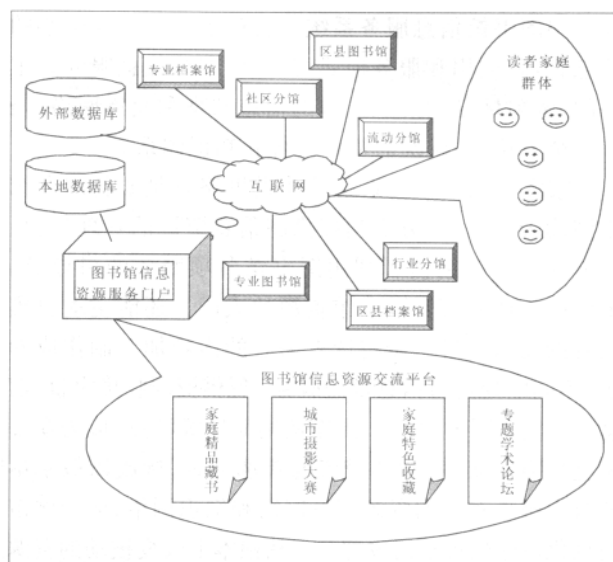 区县图书馆
读者家庭
群体
专业档案馆
社区分馆
外部数据库
流动分馆
本地数据库
互联网
图书馆信息
资源服务门户
专业图书馆
行业分馆
区县档案馆
图书馆信息资源交流平台
家庭精品藏书
城市摄影大赛
家庭特色收藏
专题学术论坛